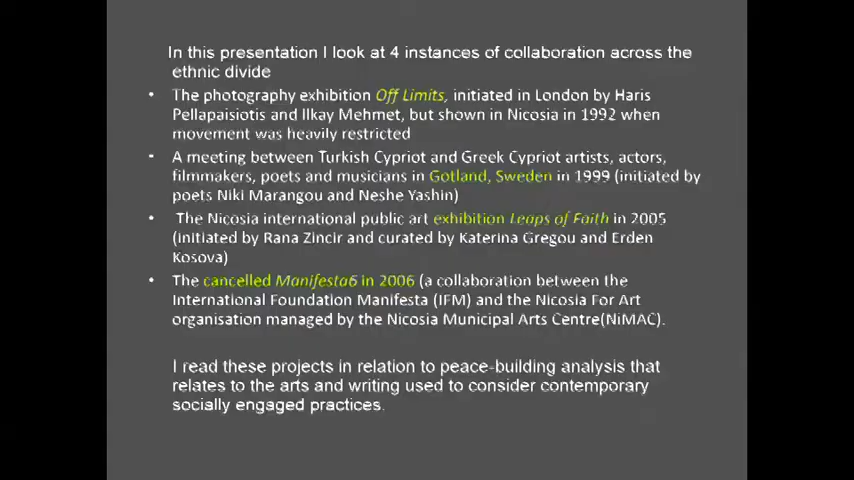 In this presentation I look at 4 instances of collaboration across the
ethnic divide
• The photography exhibition Off Limits, initiated in London by Haris
Pellapaisiotis and Ilkay Mehmet, but shown in Nicosia in 1992 when
movement was heavily restricted
• A meeting between Turkish Cypriot and Greek Cypriot artists, actors,
filmmakers, poets and musicians in Gotland, Sweden in 1999 (initiated by
poets Niki Marangou and Neshe Yashin)
• The Nicosia international public art exhibition Leaps of Faith in 2005
(initiated by Rana Zincir and curated by Katerina Gregou and Erden
Kosova)
• The cancelled Manifesta6 in 2006 (a collaboration between the
International Foundation Manifesta (IFM) and the Nicosia For Art
organisation managed by the Nicosia Municipal Arts Centre(NiMAC).
I read these projects in relation to peace-building analysis that
relates to the arts and writing used to consider contemporary
socially engaged practices.